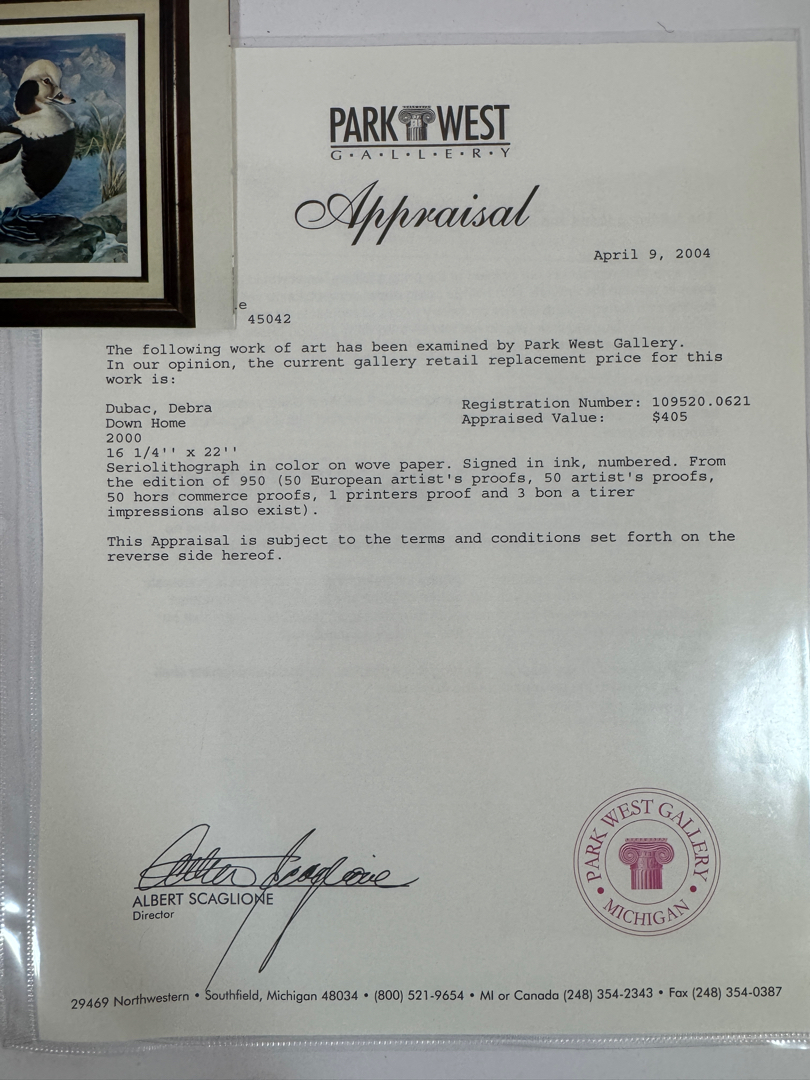 PARK WEST
G·A·L·L·E·R·Y
Appraisal
April 9, 2004
e
45042
The following work of art has been examined by Park West Gallery.
In our opinion, the current gallery retail replacement price for this
work is:
Dubac, Debra
Registration Number: 109520.0621
Down Home
Appraised Value: $405
2000
16 1/4'' x 22''
Seriolithograph in color on wove paper. Signed in ink, numbered. From
the edition of 950 (50 European artist's proofs, 50 artist's proofs,
50 hors commerce proofs, 1 printers proof and 3 bon a tirer
impressions also exist).
This Appraisal is subject to the terms and conditions set forth on the
reverse side hereof.
ALBERT SCAGLIONE
Director
PARK WEST GALLERY
• MICHIGAN •
29469 Northwestern • Southfield, Michigan 48034 • (800) 521-9654 • MI or Canada (248) 354-2343 • Fax (248) 354-0387